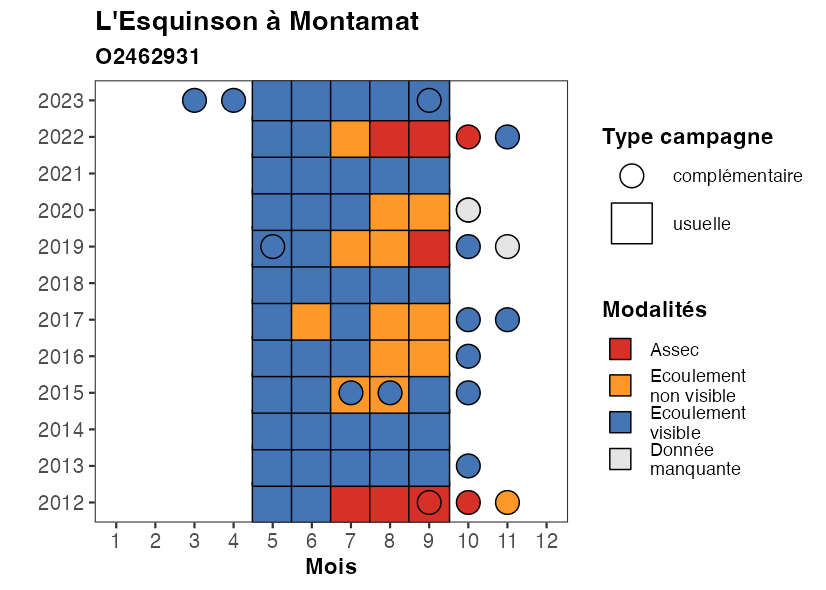 L'Esquinson à Montamat
O2462931
2023
2022
2021
2020
2019
2018
2017
2016
2015
2014
2013
2012
1 2 3 4 5 6 7 8 9 10 11 12
Mois
Type campagne
complémentaire
usuelle
Modalités
Assec
Ecoulement
non visible
Ecoulement
visible
Donnée
manquante